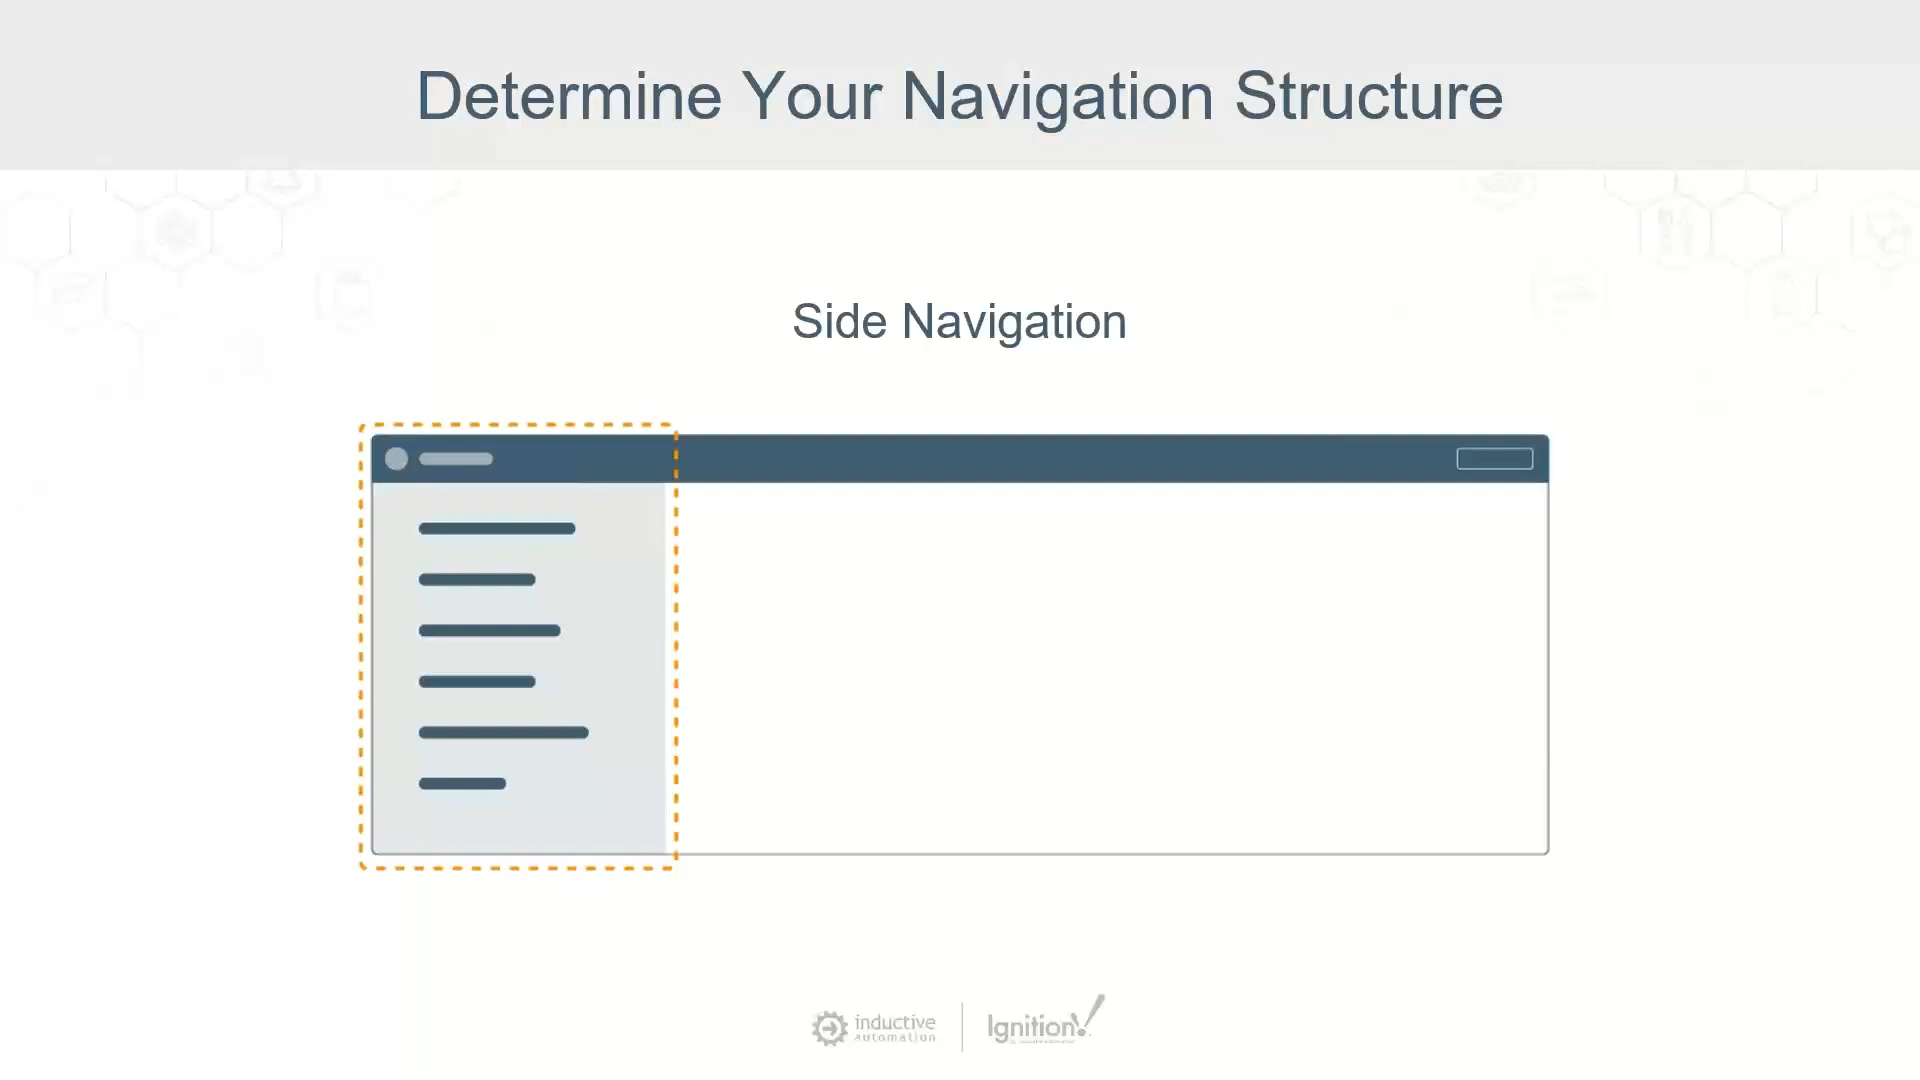 Determine Your Navigation Structure
Side Navigation
inductive
automation
Ignition!